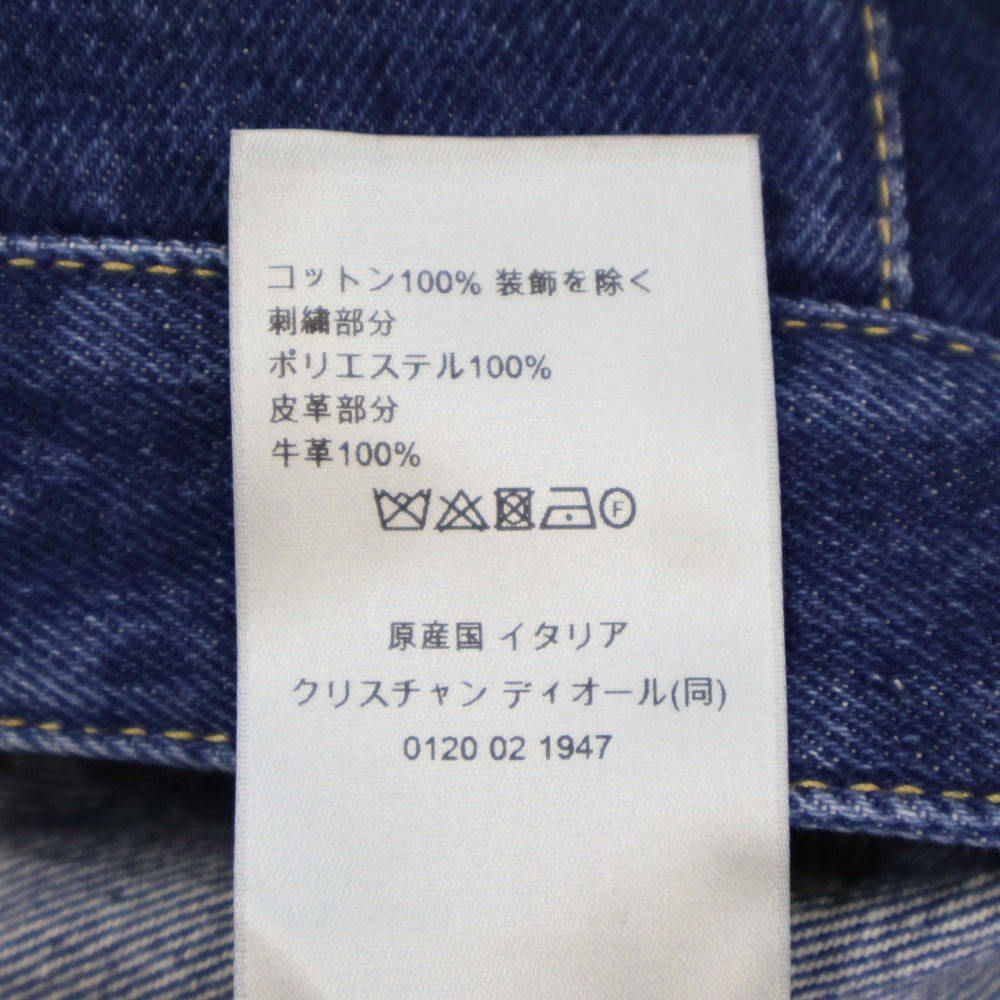 コットン100% 装飾を除く
刺繍部分
ポリエステル100%
皮革部分
牛革100%
F
原産国 イタリア
クリスチャン ディオール(同)
0120 02 1947